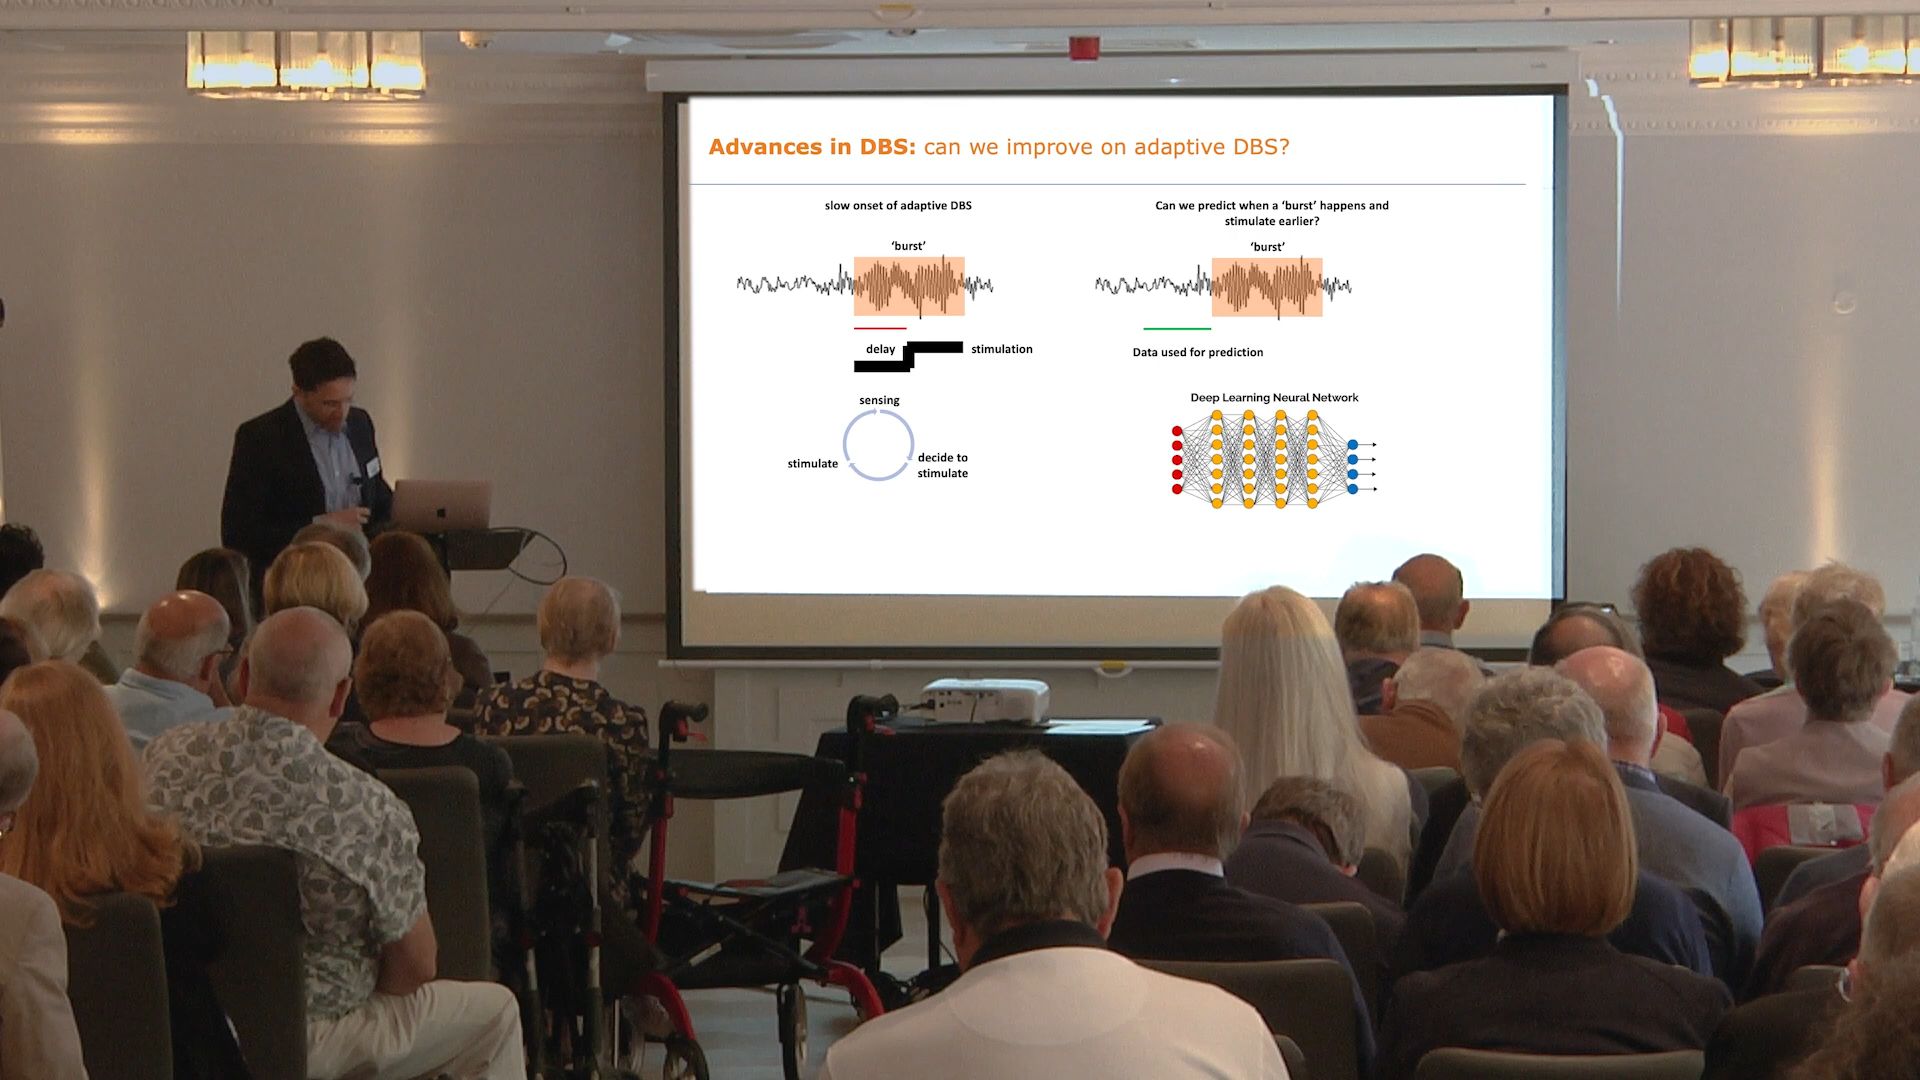 Advances in DBS: can we improve on adaptive DBS?
slow onset of adaptive DBS
‘burst’
delay
stimulation
sensing
decide to
stimulate
stimulate
Can we predict when a ‘burst’ happens and
stimulate earlier?
‘burst’
Data used for prediction
Deep Learning Neural Network